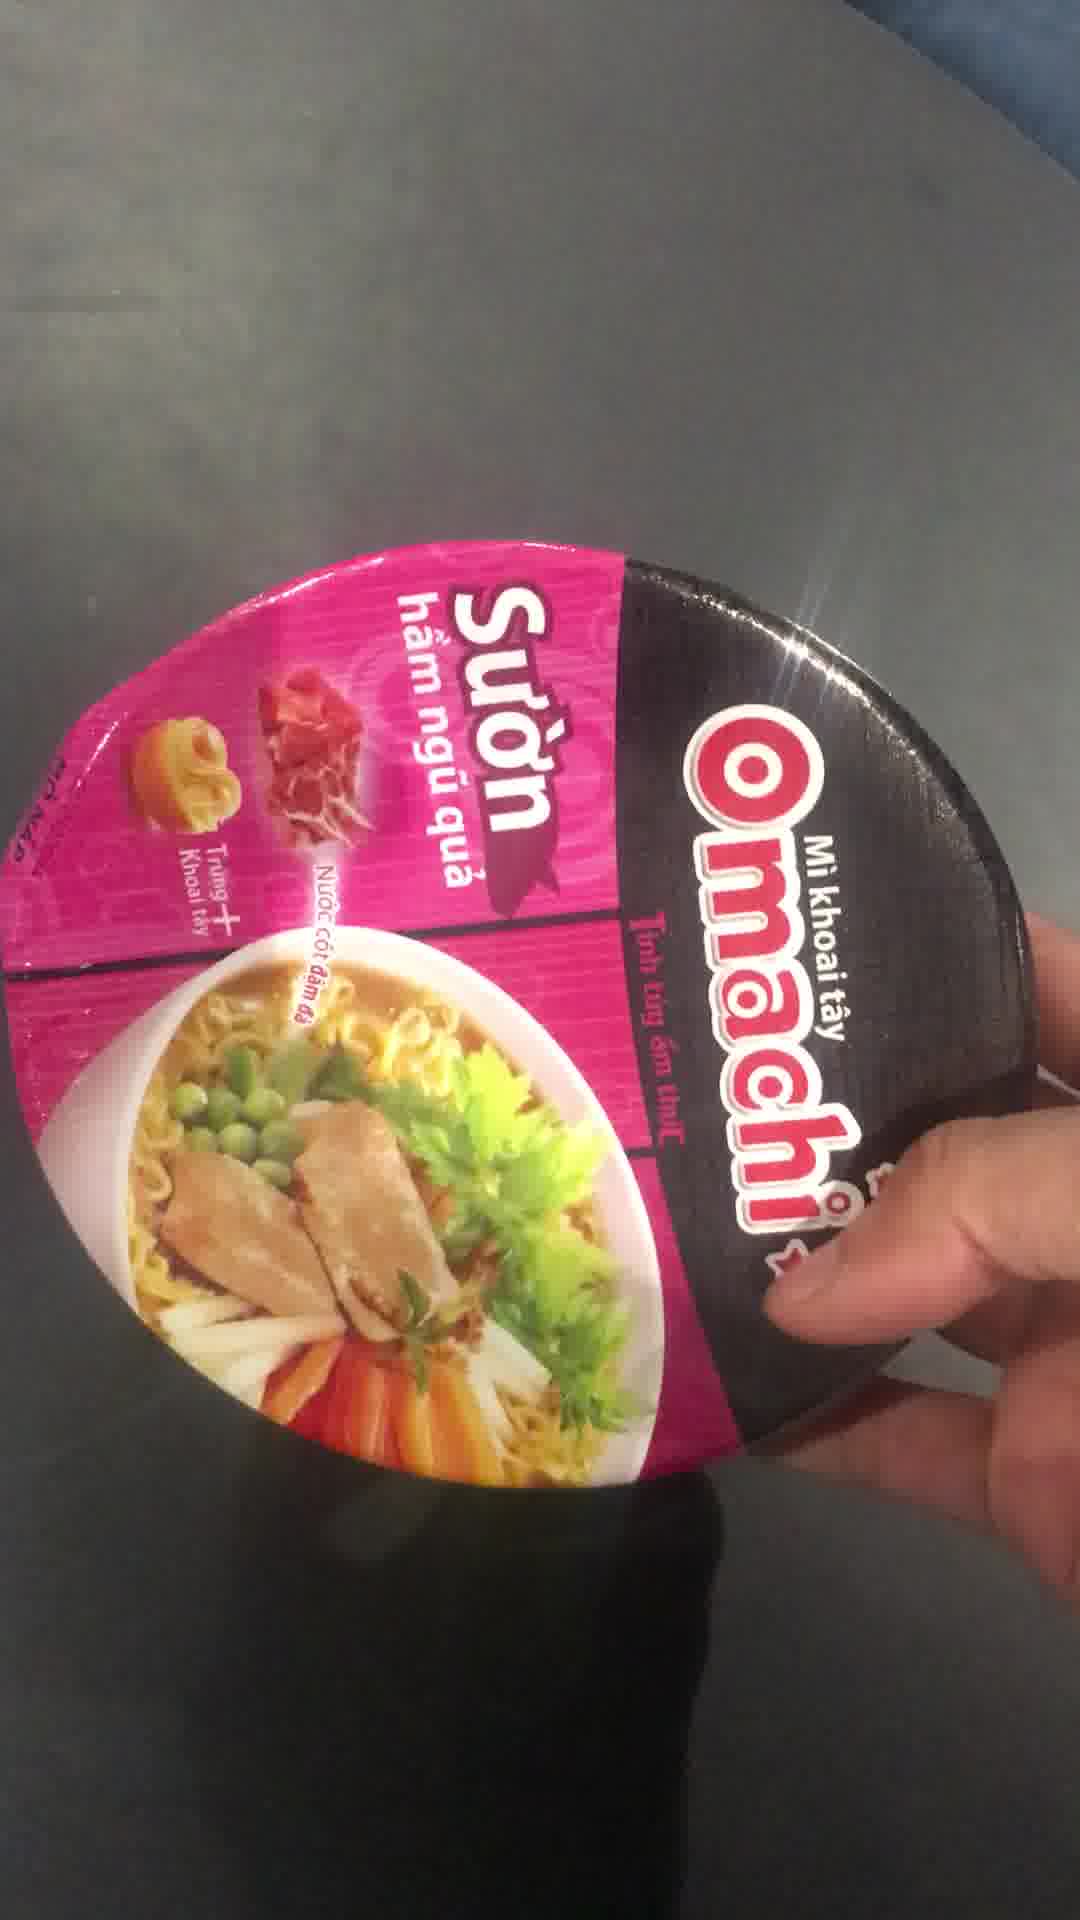 Mì khoai tây
Omachi
Tinh túy ẩm thực
Sườn
hầm ngũ quả
Nước cốt đậm đà
Trứng +
Khoai tây